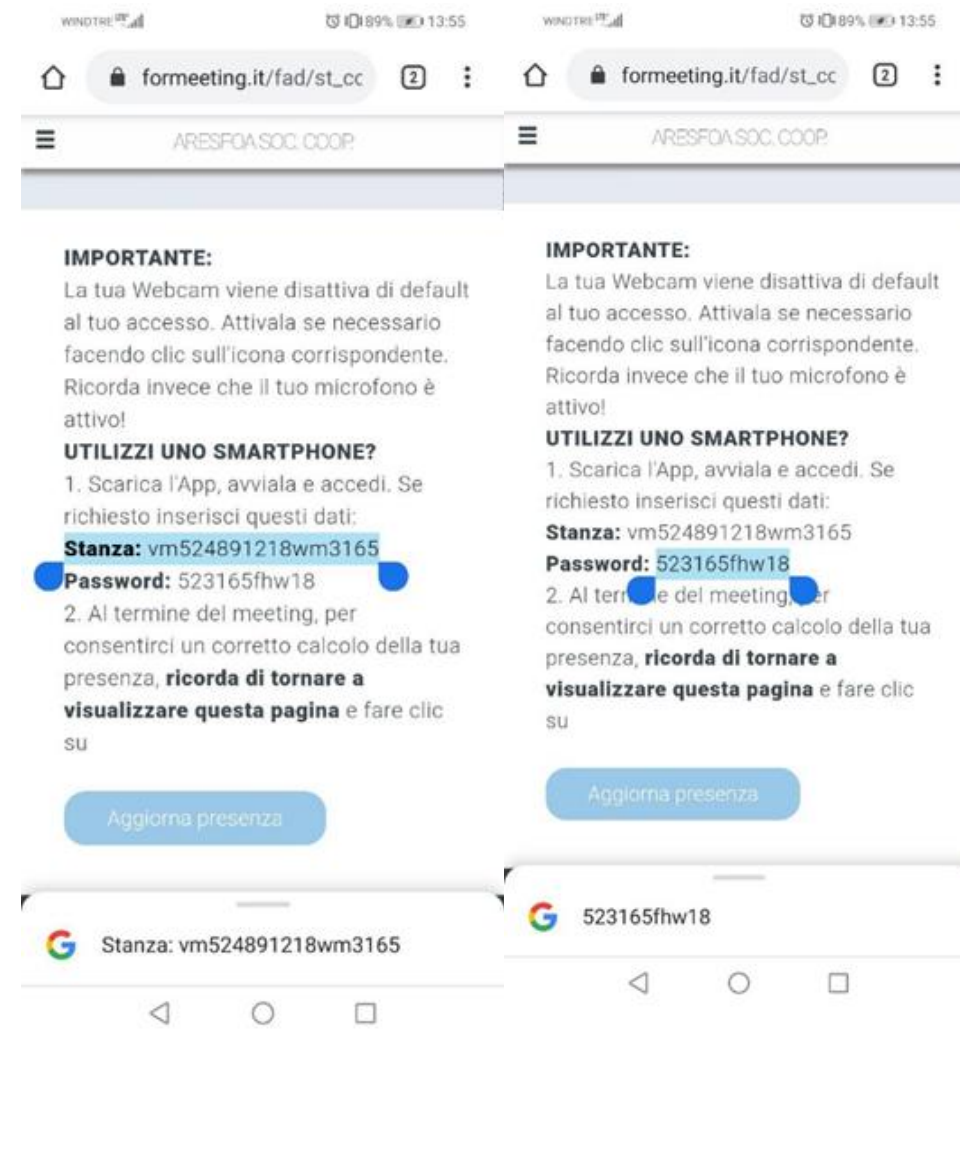 WINDTRE
89% 13:55
formeeting.it/fad/st_cc
2
ARESFOA SOC. COOP.
IMPORTANTE:
La tua Webcam viene disattiva di default
al tuo accesso. Attivala se necessario
facendo clic sull'icona corrispondente.
Ricorda invece che il tuo microfono è
attivo!
UTILIZZI UNO SMARTPHONE?
1. Scarica l'App, avviala e accedi. Se
richiesto inserisci questi dati:
Stanza: vm524891218wm3165
Password: 523165fhw18
2. Al termine del meeting, per
consentirci un corretto calcolo della tua
presenza, ricorda di tornare a
visualizzare questa pagina e fare clic
su
Aggiorna presenza
Stanza: vm524891218wm3165
WINDTRE
89% 13:55
formeeting.it/fad/st_cc
2
ARESFOA SOC. COOP.
IMPORTANTE:
La tua Webcam viene disattiva di default
al tuo accesso. Attivala se necessario
facendo clic sull'icona corrispondente.
Ricorda invece che il tuo microfono è
attivo!
UTILIZZI UNO SMARTPHONE?
1. Scarica l'App, avviala e accedi. Se
richiesto inserisci questi dati:
Stanza: vm524891218wm3165
Password: 523165fhw18
2. Al termine del meeting, per
consentirci un corretto calcolo della tua
presenza, ricorda di tornare a
visualizzare questa pagina e fare clic
su
Aggiorna presenza
523165fhw18